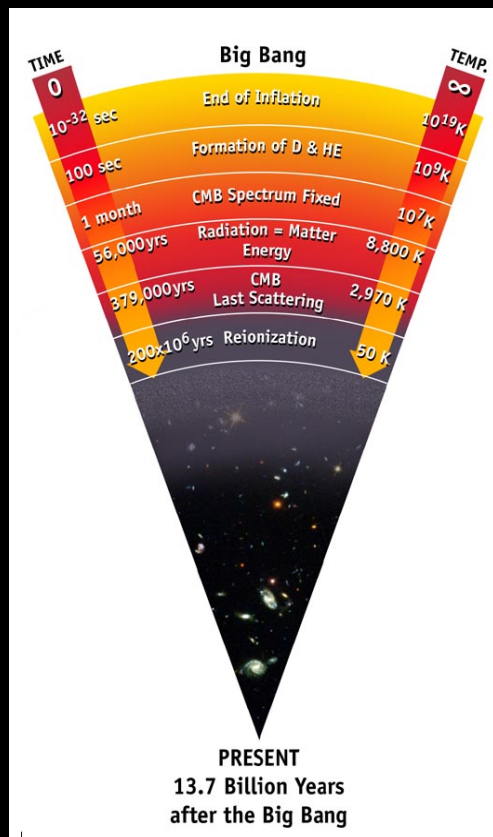 Big Bang
TIME
TEMP.
0
∞
10-32 sec End of Inflation 10¹⁹K
100 sec Formation of D & HE 10⁹K
1 month CMB Spectrum Fixed 10⁷K
56,000yrs Radiation = Matter 8,800 K
Energy
379,000yrs CMB 2,970 K
Last Scattering
200x10⁶yrs Reionization 50 K
PRESENT
13.7 Billion Years
after the Big Bang